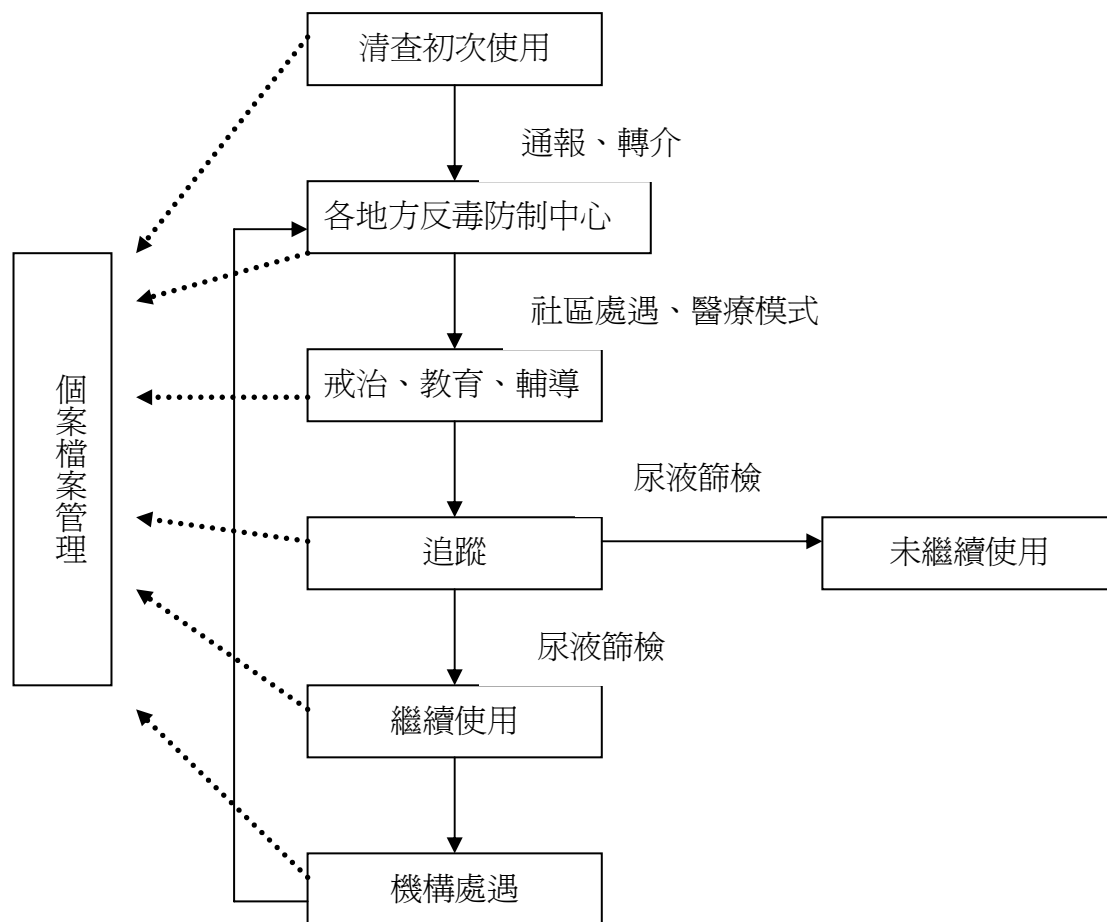 清查初次使用
通報、轉介
各地方反毒防制中心
社區處遇、醫療模式
戒治、教育、輔導
個案檔案管理
尿液篩檢
追蹤
未繼續使用
尿液篩檢
繼續使用
機構處遇